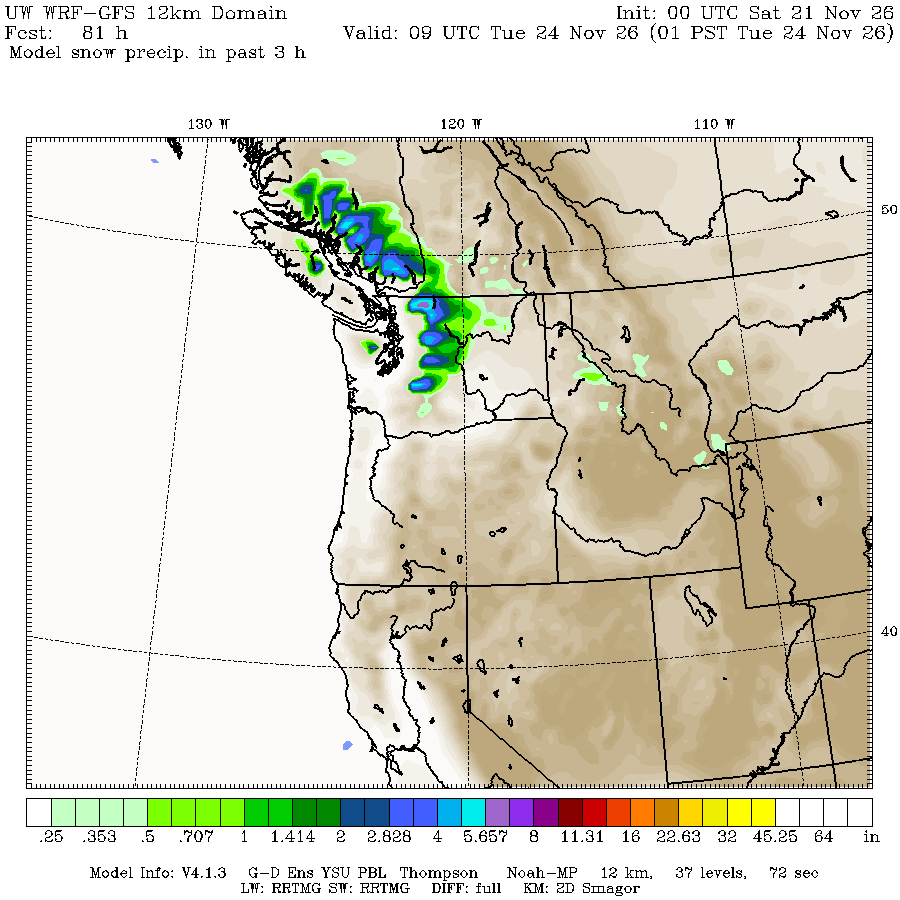 UW WRF-GFS 12km Domain Init: 00 UTC Sat 21 Nov 26
Fcst: 81 h Valid: 09 UTC Tue 24 Nov 26 (01 PST Tue 24 Nov 26)
Model snow precip. in past 3 h
130 W 120 W 110 W
50
40
.25 .353 .5 .707 1 1.414 2 2.828 4 5.657 8 11.31 16 22.63 32 45.25 64 in
Model Info: V4.1.3 G-D Ens YSU PBL Thompson Noah-MP 12 km, 37 levels, 72 sec
LW: RRTMG SW: RRTMG DIFF: full KM: 2D Smagor